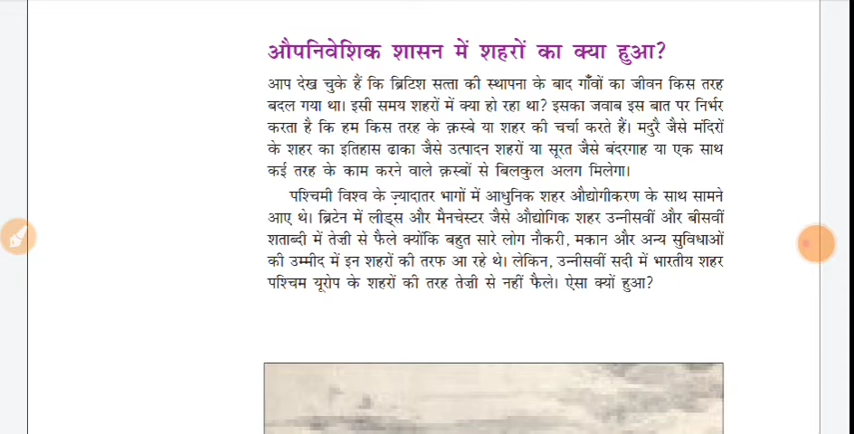 औपनिवेशिक शासन में शहरों का क्या हुआ?
आप देख चुके हैं कि ब्रिटिश सत्ता की स्थापना के बाद गाँवों का जीवन किस तरह
बदल गया था। इसी समय शहरों में क्या हो रहा था? इसका जवाब इस बात पर निर्भर
करता है कि हम किस तरह के क़स्बे या शहर की चर्चा करते हैं। मदुरै जैसे मंदिरों
के शहर का इतिहास ढाका जैसे उत्पादन शहरों या सूरत जैसे बंदरगाह या एक साथ
कई तरह के काम करने वाले क़स्बों से बिलकुल अलग मिलेगा।
पश्चिमी विश्व के ज़्यादातर भागों में आधुनिक शहर औद्योगीकरण के साथ सामने
आए थे। ब्रिटेन में लीड्स और मैनचेस्टर जैसे औद्योगिक शहर उन्नीसवीं और बीसवीं
शताब्दी में तेज़ी से फैले क्योंकि बहुत सारे लोग नौकरी, मकान और अन्य सुविधाओं
की उम्मीद में इन शहरों की तरफ आ रहे थे। लेकिन, उन्नीसवीं सदी में भारतीय शहर
पश्चिम यूरोप के शहरों की तरह तेज़ी से नहीं फैले। ऐसा क्यों हुआ?